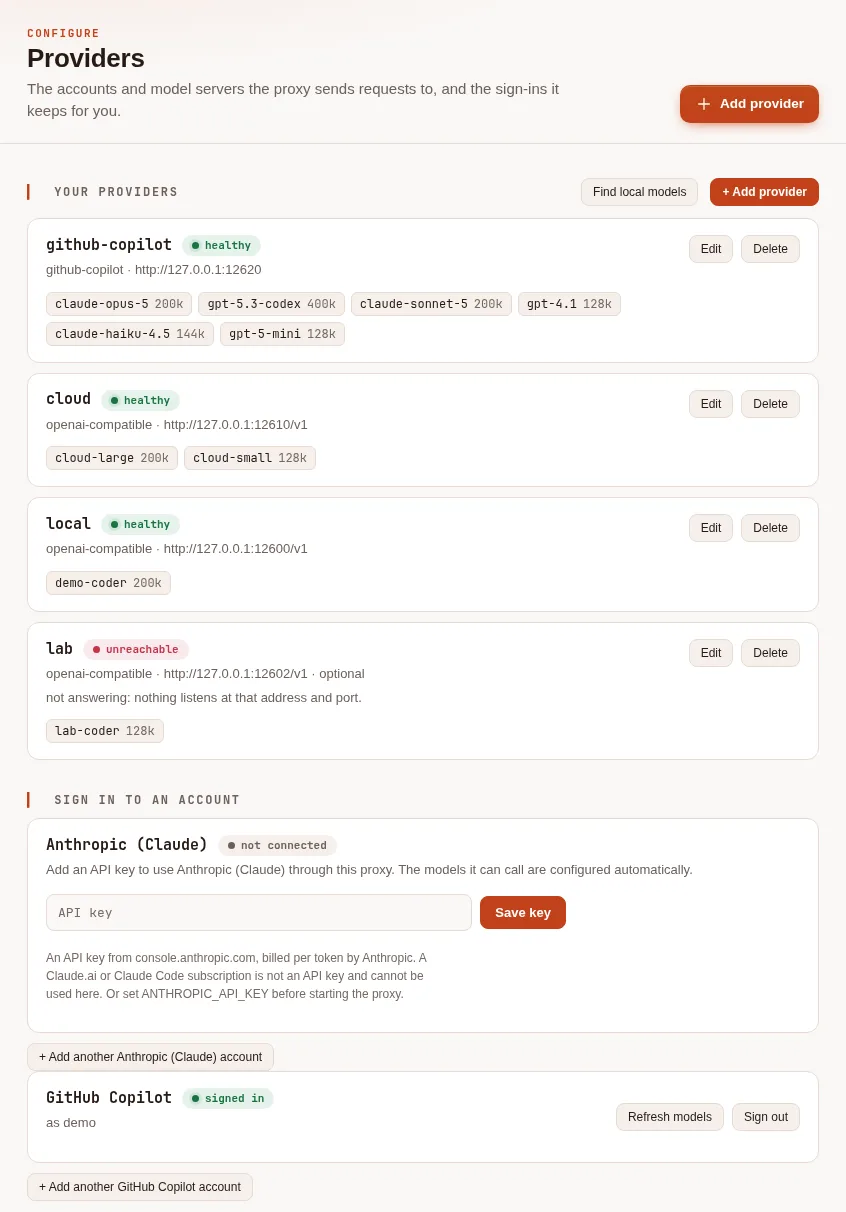 CONFIGURE
Providers
The accounts and model servers the proxy sends requests to, and the sign-ins it
keeps for you.
Add provider
YOUR PROVIDERS
Find local models
+ Add provider
github-copilot healthy
Edit Delete
github-copilot · http://127.0.0.1:12620
claude-opus-5 200k gpt-5.3-codex 400k claude-sonnet-5 200k gpt-4.1 128k
claude-haiku-4.5 144k gpt-5-mini 128k
cloud healthy
Edit Delete
openai-compatible · http://127.0.0.1:12610/v1
cloud-large 200k cloud-small 128k
local healthy
Edit Delete
openai-compatible · http://127.0.0.1:12600/v1
demo-coder 200k
lab unreachable
Edit Delete
openai-compatible · http://127.0.0.1:12602/v1 · optional
not answering: nothing listens at that address and port.
lab-coder 128k
SIGN IN TO AN ACCOUNT
Anthropic (Claude) not connected
Add an API key to use Anthropic (Claude) through this proxy. The models it can call are configured automatically.
API key
Save key
An API key from console.anthropic.com, billed per token by Anthropic. A
Claude.ai or Claude Code subscription is not an API key and cannot be
used here. Or set ANTHROPIC_API_KEY before starting the proxy.
+ Add another Anthropic (Claude) account
GitHub Copilot signed in
as demo
Refresh models Sign out
+ Add another GitHub Copilot account